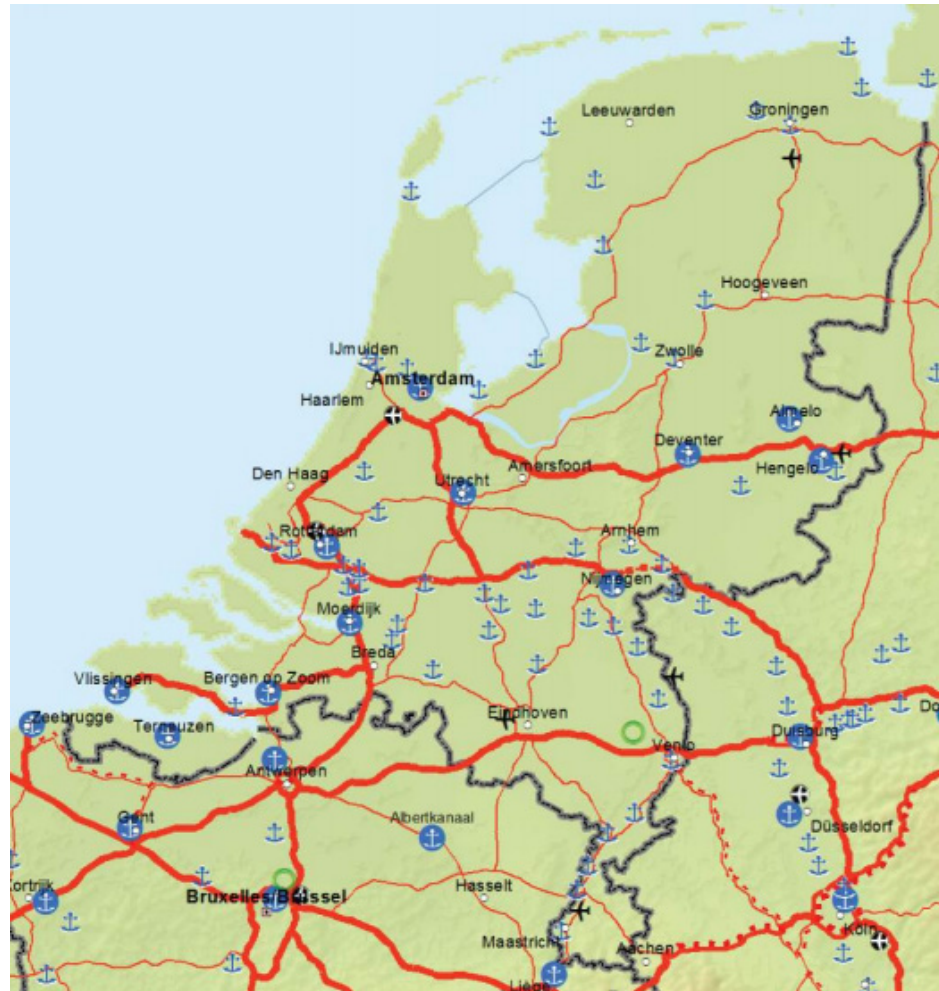 Leeuwarden
Groningen
Hoogeveen
IJmuiden
Zwolle
Amsterdam
Haarlem
Almelo
Deventer
Amersfoort
Hengelo
Den Haag
Utrecht
Rotterdam
Arnhem
Nijmegen
Moerdijk
Breda
Vlissingen
Bergen op Zoom
Zeebrugge
Terneuzen
Eindhoven
Venlo
Duisburg
Do
Antwerpen
Gent
Albertkanaal
Düsseldorf
Kortrijk
Bruxelles/Brussel
Hasselt
Maastricht
Aachen
Köln
Liège